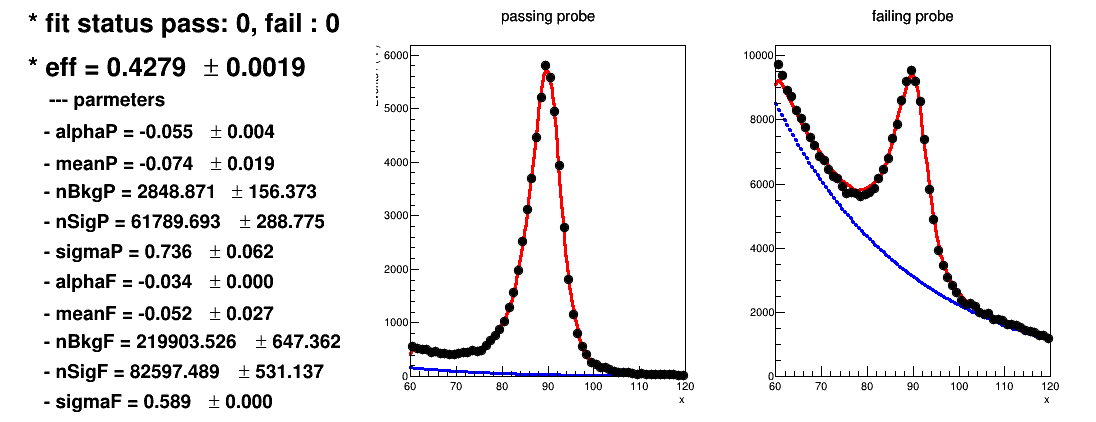 * fit status pass: 0, fail : 0
* eff = 0.4279 ± 0.0019
--- parmeters
- alphaP = -0.055 ± 0.004
- meanP = -0.074 ± 0.019
- nBkgP = 2848.871 ± 156.373
- nSigP = 61789.693 ± 288.775
- sigmaP = 0.736 ± 0.062
- alphaF = -0.034 ± 0.000
- meanF = -0.052 ± 0.027
- nBkgF = 219903.526 ± 647.362
- nSigF = 82597.489 ± 531.137
- sigmaF = 0.589 ± 0.000
passing probe
6000
5000
4000
3000
2000
1000
0
60 70 80 90 100 110 120
x
failing probe
10000
8000
6000
4000
2000
0
60 70 80 90 100 110 120
x